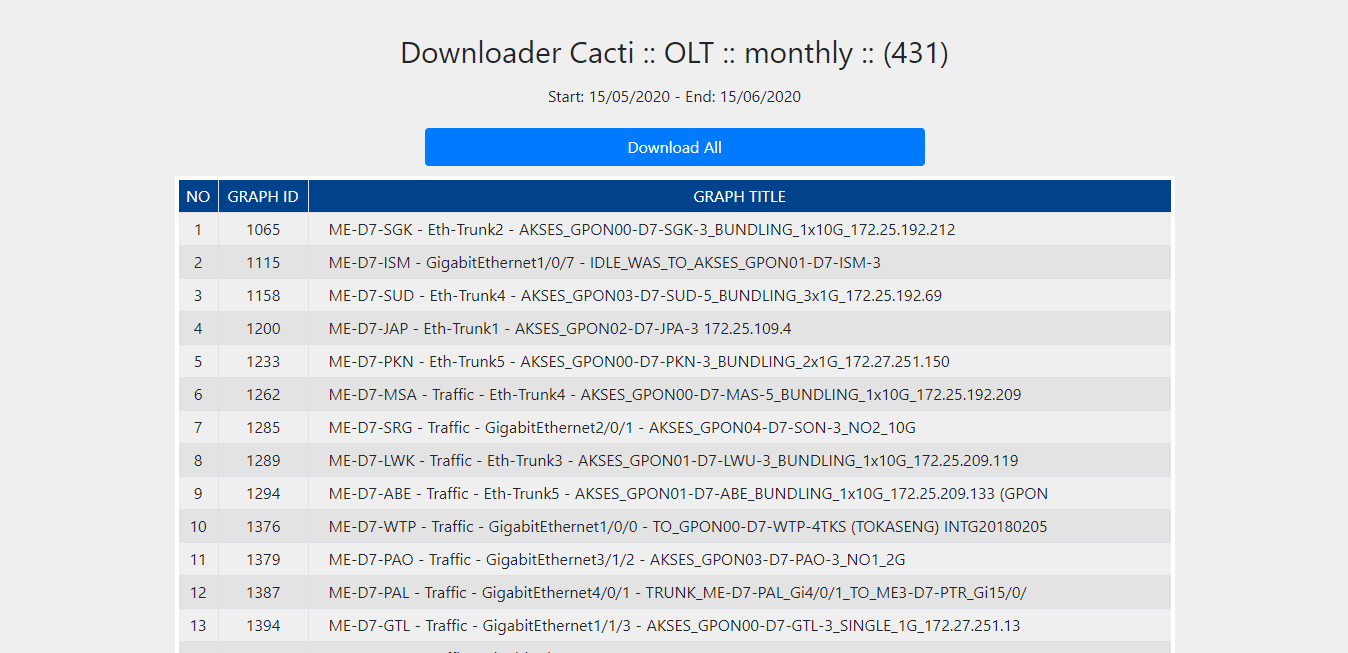 Downloader Cacti :: OLT :: monthly :: (431)
Start: 15/05/2020 - End: 15/06/2020
Download All
NO GRAPH ID GRAPH TITLE
1 1065 ME-D7-SGK - Eth-Trunk2 - AKSES_GPON00-D7-SGK-3_BUNDLING_1x10G_172.25.192.212
2 1115 ME-D7-ISM - GigabitEthernet1/0/7 - IDLE_WAS_TO_AKSES_GPON01-D7-ISM-3
3 1158 ME-D7-SUD - Eth-Trunk4 - AKSES_GPON03-D7-SUD-5_BUNDLING_3x1G_172.25.192.69
4 1200 ME-D7-JAP - Eth-Trunk1 - AKSES_GPON02-D7-JPA-3 172.25.109.4
5 1233 ME-D7-PKN - Eth-Trunk5 - AKSES_GPON00-D7-PKN-3_BUNDLING_2x1G_172.27.251.150
6 1262 ME-D7-MSA - Traffic - Eth-Trunk4 - AKSES_GPON00-D7-MAS-5_BUNDLING_1x10G_172.25.192.209
7 1285 ME-D7-SRG - Traffic - GigabitEthernet2/0/1 - AKSES_GPON04-D7-SON-3_NO2_10G
8 1289 ME-D7-LWK - Traffic - Eth-Trunk3 - AKSES_GPON01-D7-LWU-3_BUNDLING_1x10G_172.25.209.119
9 1294 ME-D7-ABE - Traffic - Eth-Trunk5 - AKSES_GPON01-D7-ABE_BUNDLING_1x10G_172.25.209.133 (GPON
10 1376 ME-D7-WTP - Traffic - GigabitEthernet1/0/0 - TO_GPON00-D7-WTP-4TKS (TOKASENG) INTG20180205
11 1379 ME-D7-PAO - Traffic - GigabitEthernet3/1/2 - AKSES_GPON03-D7-PAO-3_NO1_2G
12 1387 ME-D7-PAL - Traffic - GigabitEthernet4/0/1 - TRUNK_ME-D7-PAL_Gi4/0/1_TO_ME3-D7-PTR_Gi15/0/
13 1394 ME-D7-GTL - Traffic - GigabitEthernet1/1/3 - AKSES_GPON00-D7-GTL-3_SINGLE_1G_172.27.251.13